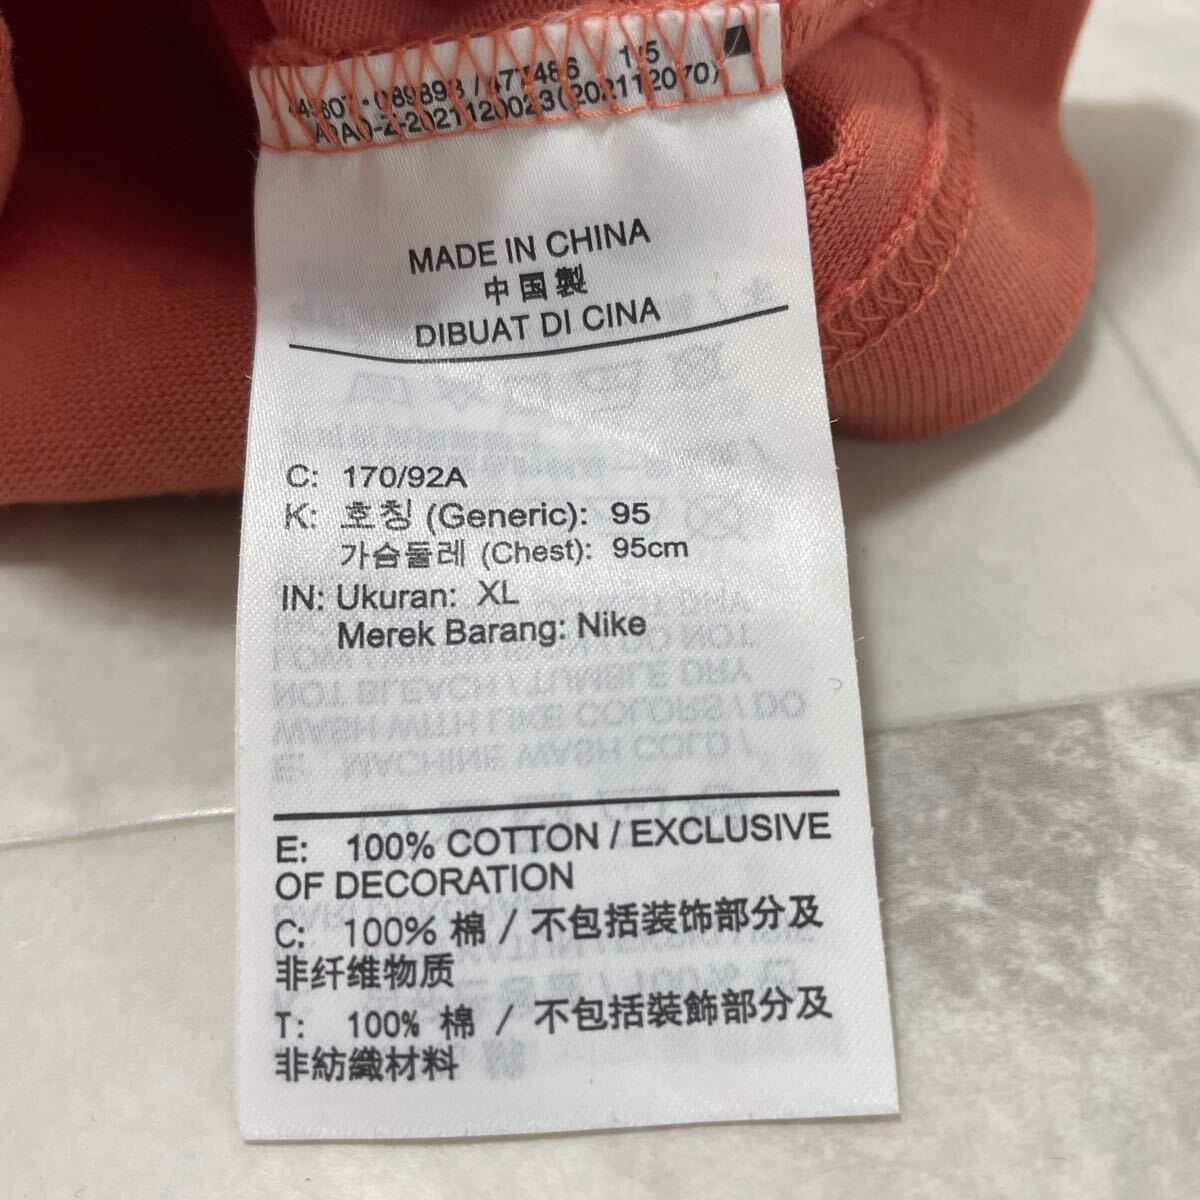 1/5
MADE IN CHINA
中国製
DIBUAT DI CINA
C: 170/92A
K: 호칭 (Generic): 95
가슴둘레 (Chest): 95cm
IN: Ukuran: XL
Merek Barang: Nike
E: 100% COTTON / EXCLUSIVE
OF DECORATION
C: 100% 棉 / 不包括装饰部分及
非纤维物质
T: 100% 棉 / 不包括裝飾部分及
非紡織材料